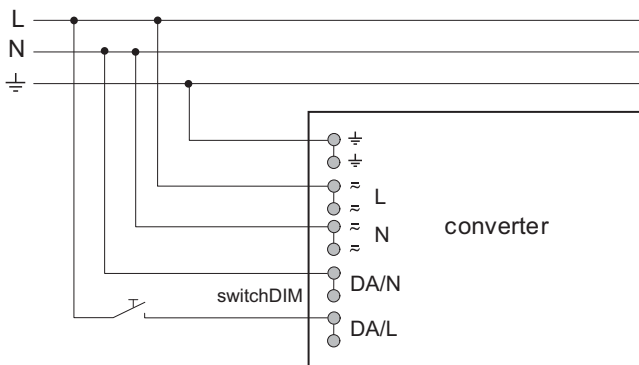 L
N
⏚
⏚
⏚
≂
L
≂
≂
N
≂
converter
switchDIM
DA/N
DA/L